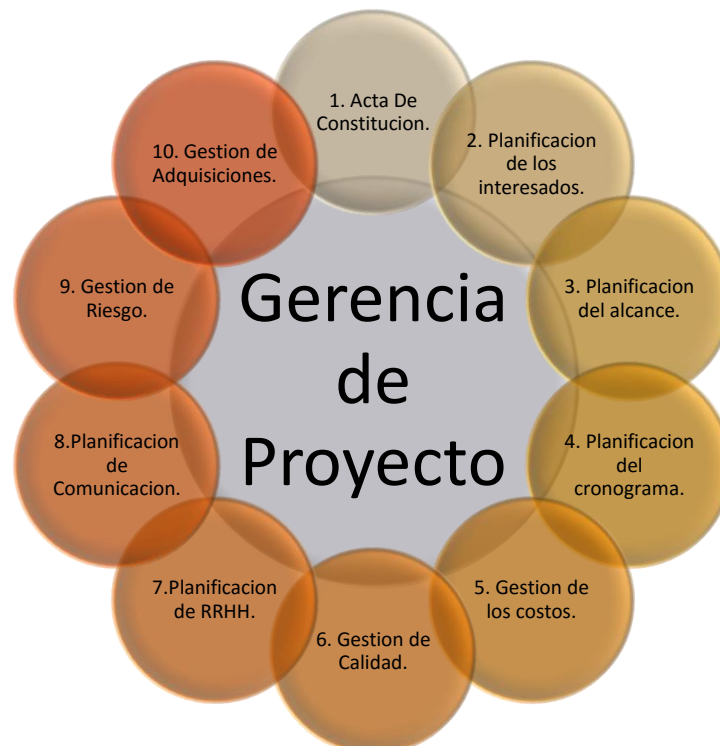 1. Acta De
Constitucion.
2. Planificacion
de los
interesados.
3. Planificacion
del alcance.
4. Planificacion
del
cronograma.
5. Gestion de
los costos.
6. Gestion de
Calidad.
7.Planificacion
de RRHH.
8.Planificacion
de
Comunicacion.
9. Gestion de
Riesgo.
10. Gestion de
Adquisiciones.
Gerencia
de
Proyecto